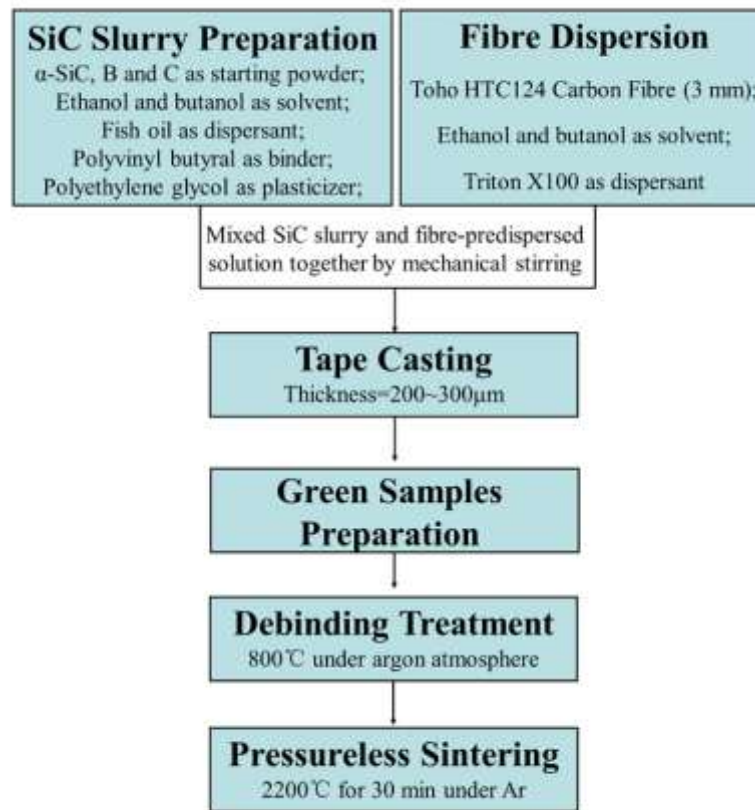 SiC Slurry Preparation
α-SiC, B and C as starting powder;
Ethanol and butanol as solvent;
Fish oil as dispersant;
Polyvinyl butyral as binder;
Polyethylene glycol as plasticizer;
Fibre Dispersion
Toho HTC124 Carbon Fibre (3 mm);
Ethanol and butanol as solvent;
Triton X100 as dispersant
Mixed SiC slurry and fibre-predispersed
solution together by mechanical stirring
Tape Casting
Thickness=200~300μm
Green Samples
Preparation
Debinding Treatment
800℃ under argon atmosphere
Pressureless Sintering
2200℃ for 30 min under Ar